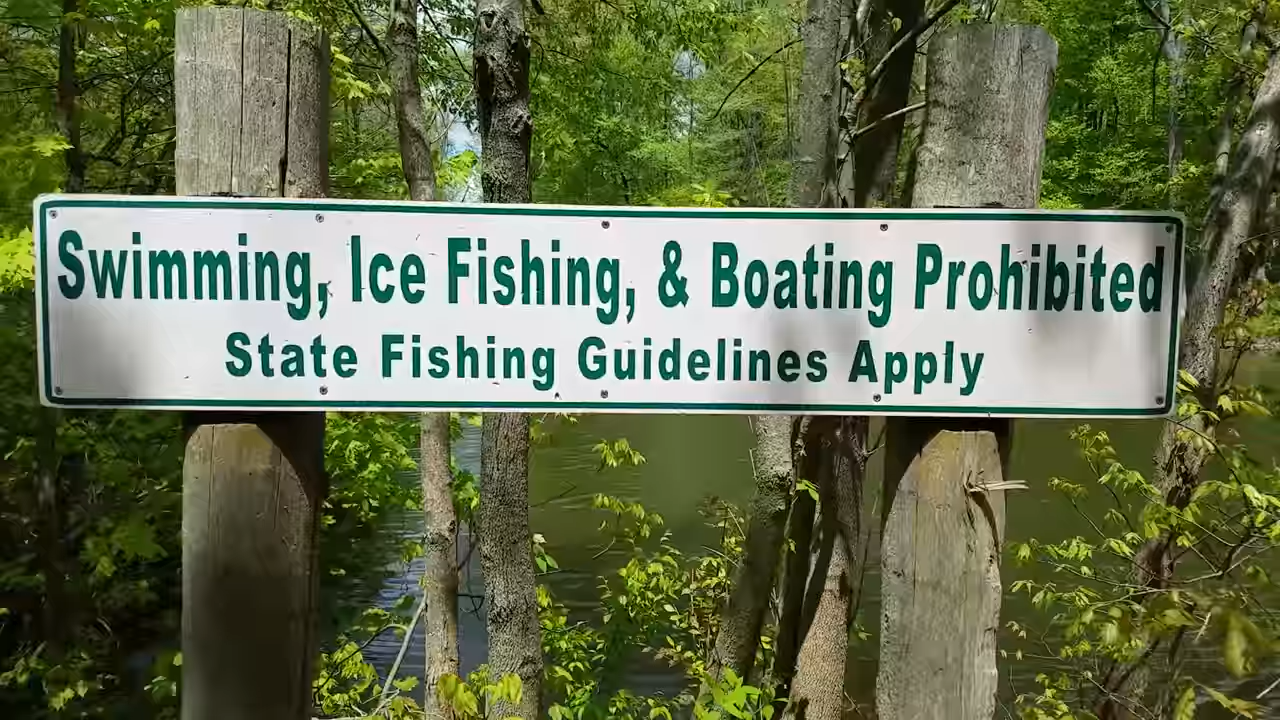 Swimming, Ice Fishing, & Boating Prohibited
State Fishing Guidelines Apply